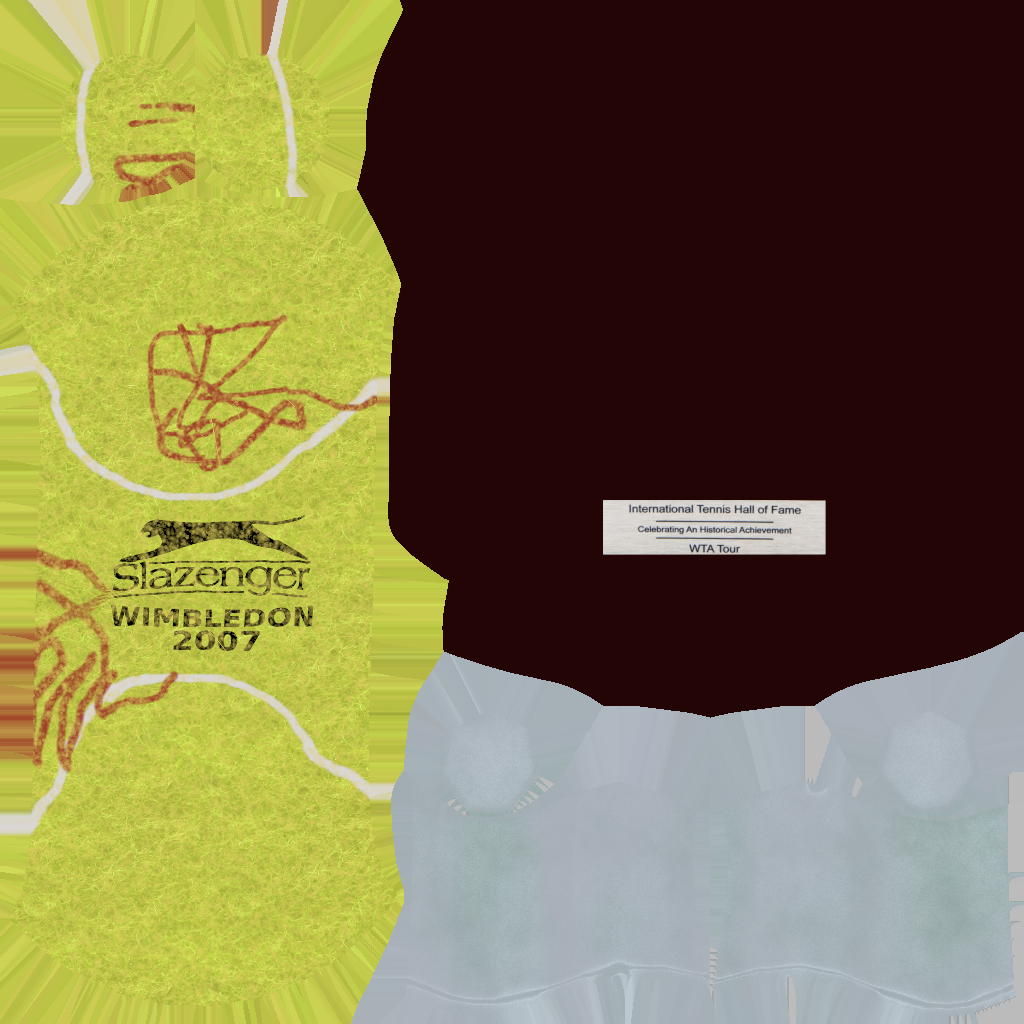 Slazenger
WIMBLEDON
2007
International Tennis Hall of Fame
Celebrating An Historical Achievement
WTA Tour